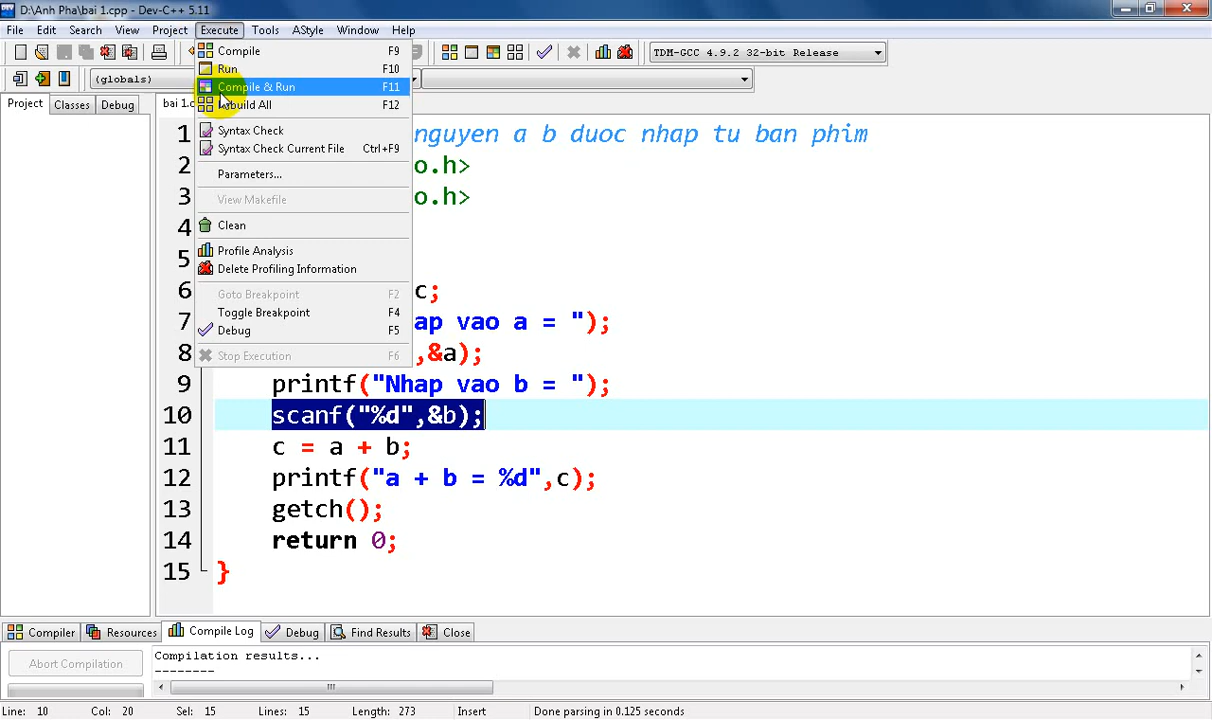 D:\Anh Pha\bai 1.cpp - Dev-C++ 5.11
File Edit Search View Project Execute Tools AStyle Window Help
TDM-GCC 4.9.2 32-bit Release
(globals)
Project Classes Debug
bai 1.c
Compile F9
Run F10
Compile & Run F11
build All F12
Syntax Check
Syntax Check Current File Ctrl+F9
Parameters...
View Makefile
Clean
Profile Analysis
Delete Profiling Information
Goto Breakpoint F2
Toggle Breakpoint F4
Debug F5
Stop Execution F6
1 nguyen a b duoc nhap tu ban phim
2 o.h>
3 o.h>
4
5
6 c;
7 ap vao a = ");
8 ,&a);
9 printf("Nhap vao b = ");
10 scanf("%d",&b);
11 c = a + b;
12 printf("a + b = %d",c);
13 getch();
14 return 0;
15 }
Compiler Resources Compile Log Debug Find Results Close
Abort Compilation
Compilation results...
--------
Line: 10 Col: 20 Sel: 15 Lines: 15 Length: 273 Insert Done parsing in 0.125 seconds